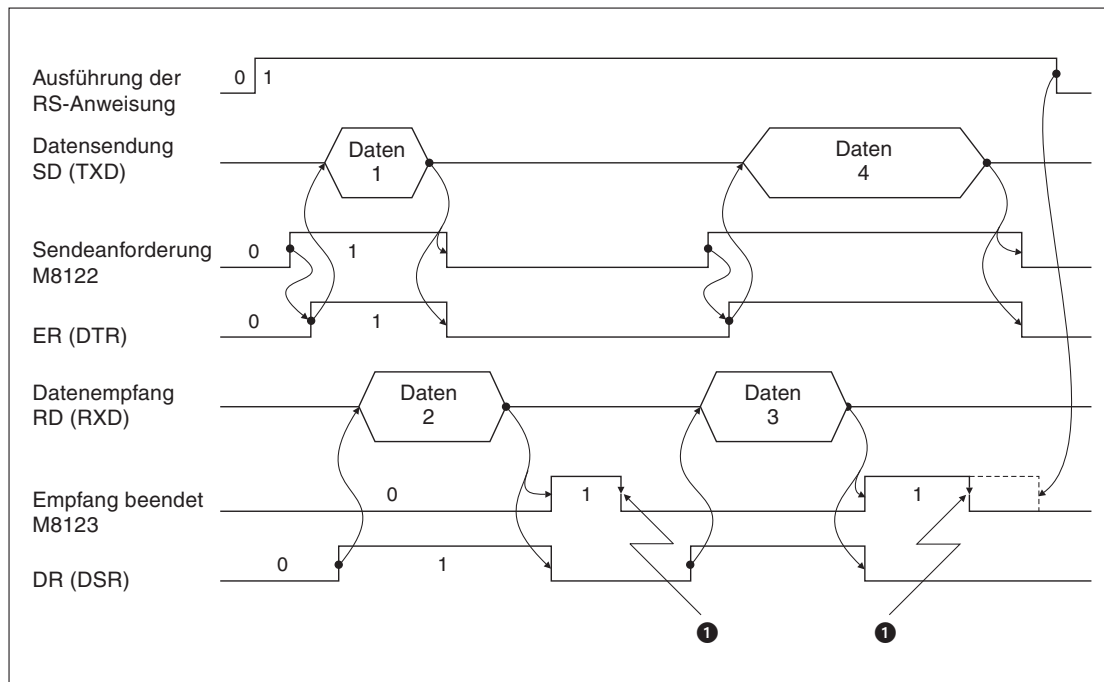 Ausführung der
RS-Anweisung
0
1
Datensendung
SD (TXD)
Daten
1
Daten
4
Sendeanforderung
M8122
0
1
ER (DTR)
0
1
Datenempfang
RD (RXD)
Daten
2
Daten
3
Empfang beendet
M8123
0
1
1
DR (DSR)
0
1
❶
❶